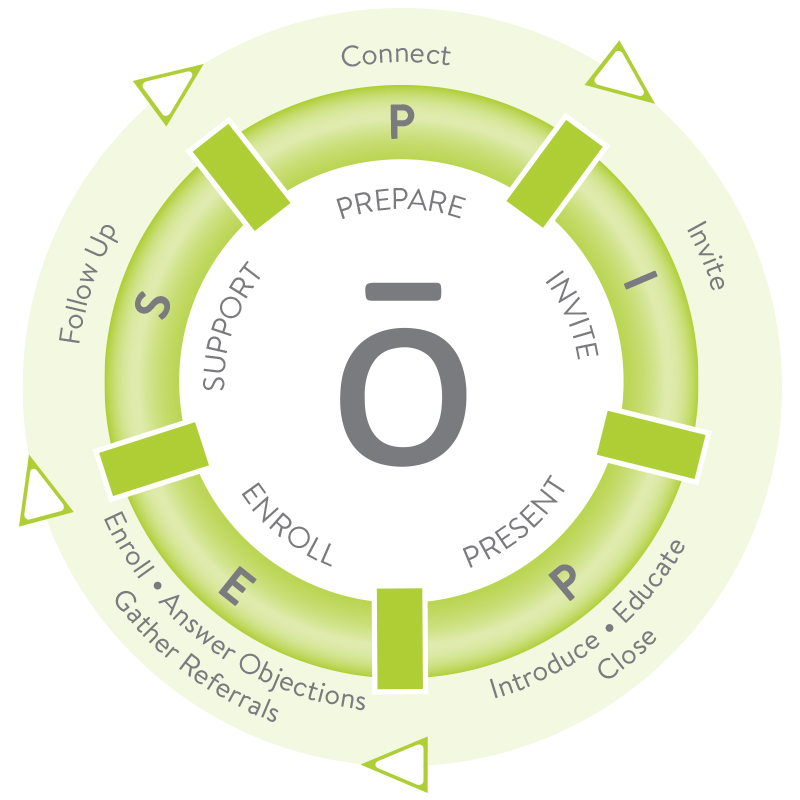 Connect
P
PREPARE
Invite
I
INVITE
Introduce • Educate
Close
P
PRESENT
Enroll • Answer Objections
Gather Referrals
E
ENROLL
Follow Up
S
SUPPORT
ō